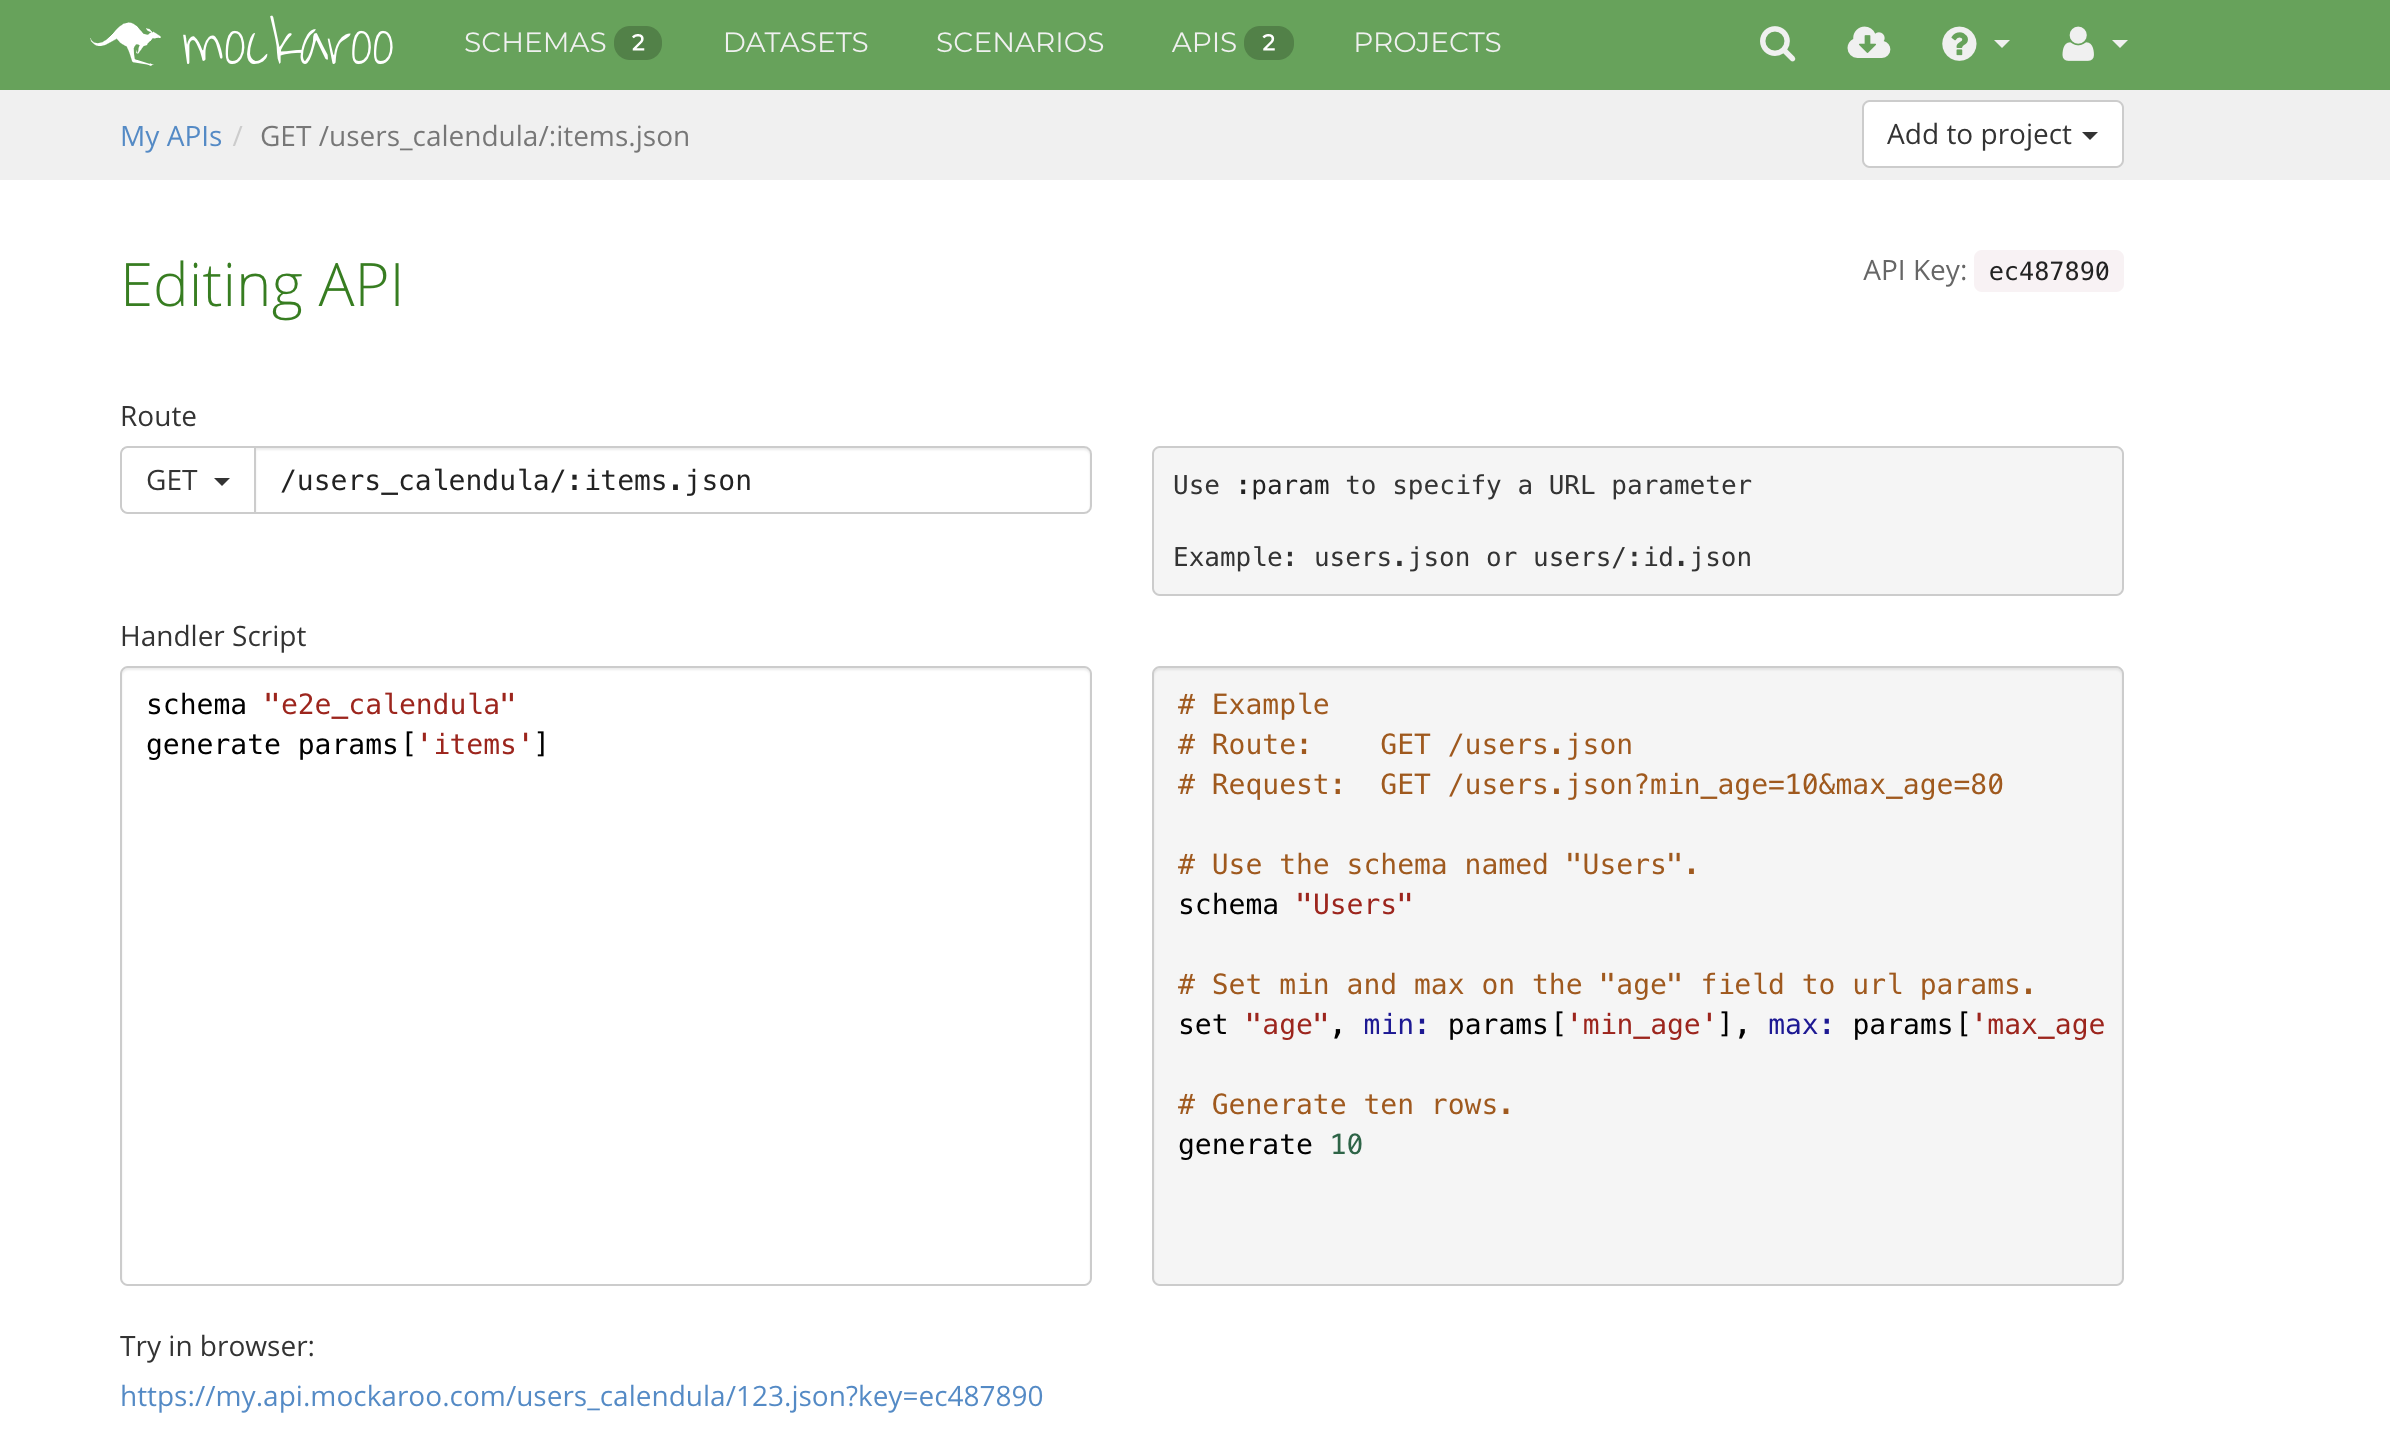 mockaroo SCHEMAS 2 DATASETS SCENARIOS APIS 2 PROJECTS ?
My APIs / GET /users_calendula/:items.json Add to project
Editing API
API Key: ec487890
Route
GET /users_calendula/:items.json
Use :param to specify a URL parameter
Example: users.json or users/:id.json
Handler Script
schema "e2e_calendula"
generate params['items']
# Example
# Route:    GET /users.json
# Request:  GET /users.json?min_age=10&max_age=80
# Use the schema named "Users".
schema "Users"
# Set min and max on the "age" field to url params.
set "age", min: params['min_age'], max: params['max_age
# Generate ten rows.
generate 10
Try in browser:
https://my.api.mockaroo.com/users_calendula/123.json?key=ec487890